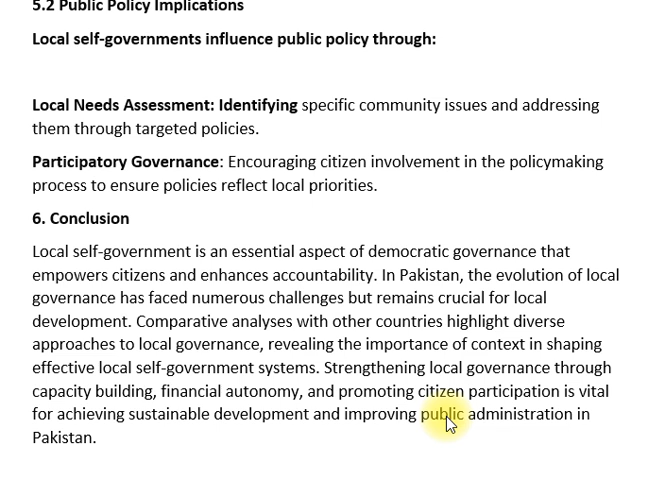 5.2 Public Policy Implications
Local self-governments influence public policy through:
Local Needs Assessment: Identifying specific community issues and addressing
them through targeted policies.
Participatory Governance: Encouraging citizen involvement in the policymaking
process to ensure policies reflect local priorities.
6. Conclusion
Local self-government is an essential aspect of democratic governance that
empowers citizens and enhances accountability. In Pakistan, the evolution of local
governance has faced numerous challenges but remains crucial for local
development. Comparative analyses with other countries highlight diverse
approaches to local governance, revealing the importance of context in shaping
effective local self-government systems. Strengthening local governance through
capacity building, financial autonomy, and promoting citizen participation is vital
for achieving sustainable development and improving public administration in
Pakistan.